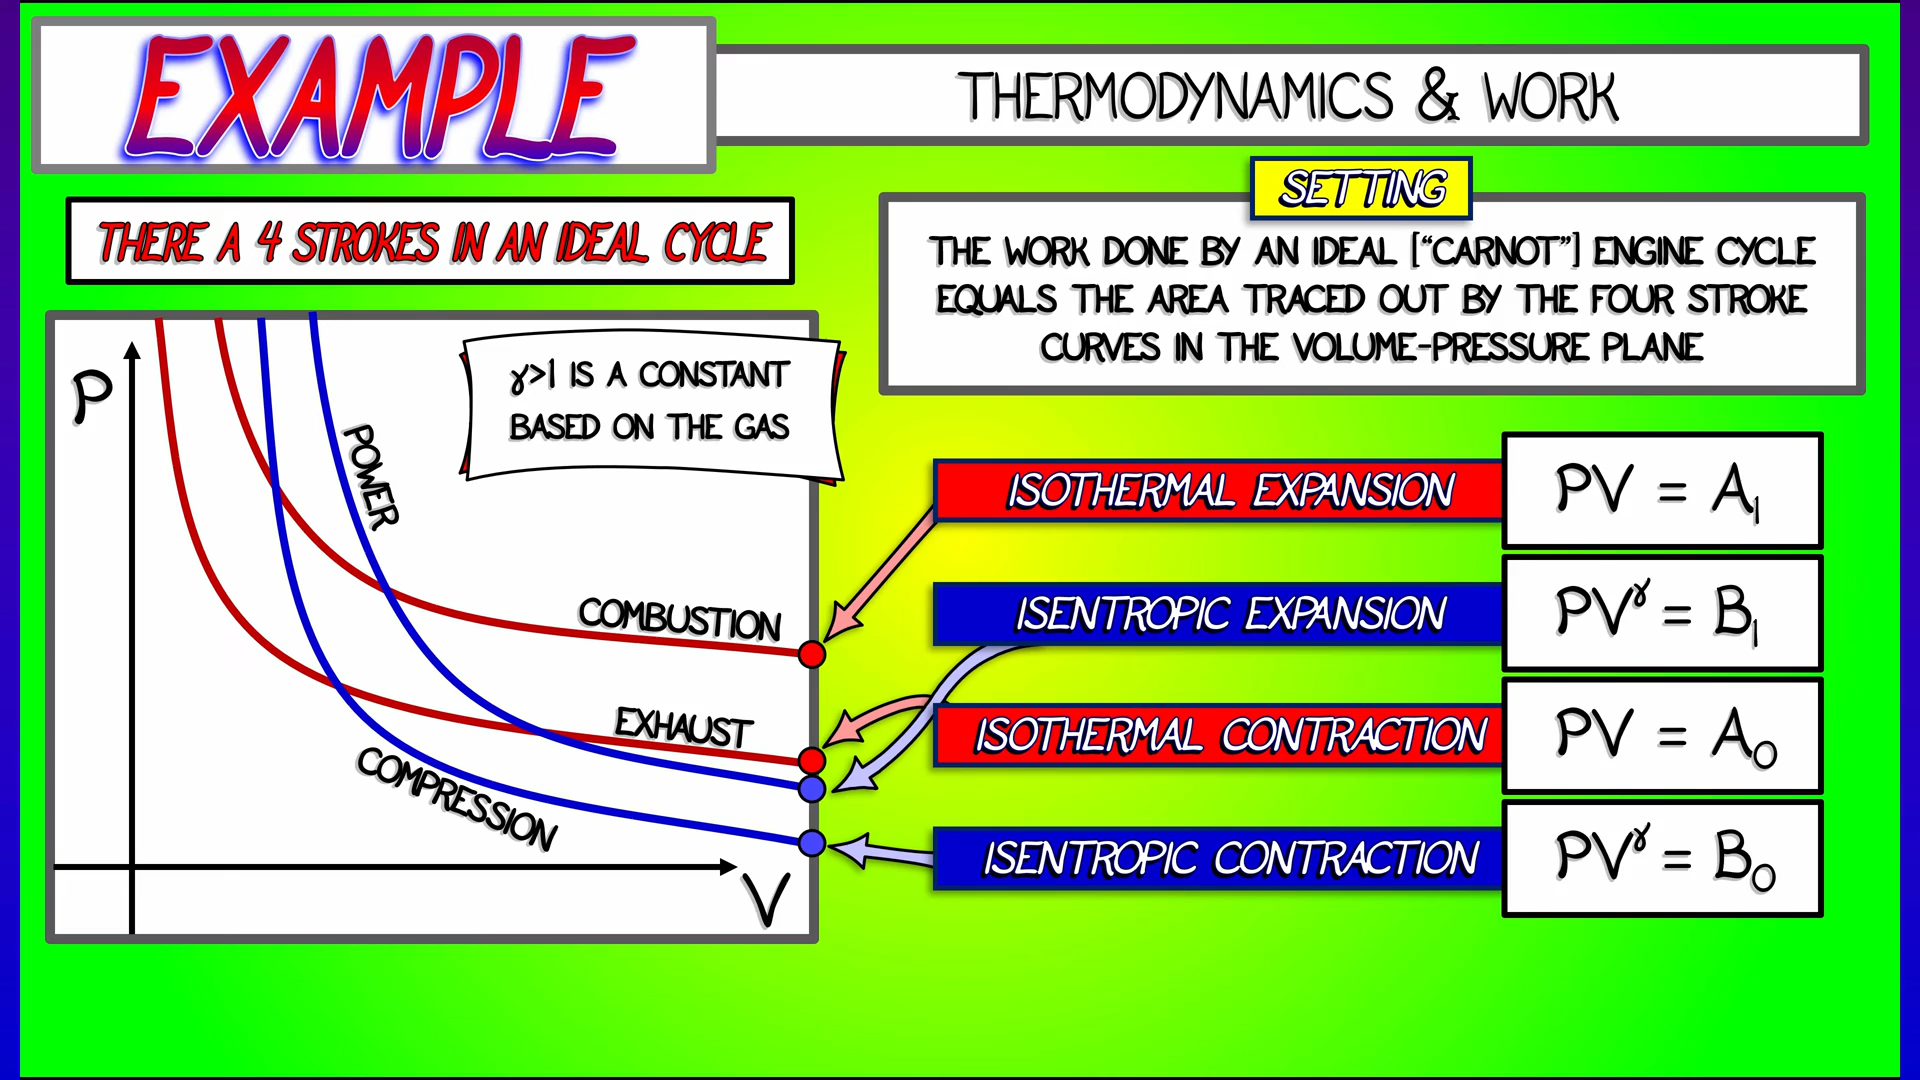 EXAMPLE
THERMODYNAMICS & WORK
THERE A 4 STROKES IN AN IDEAL CYCLE
SETTING
THE WORK DONE BY AN IDEAL ["CARNOT"] ENGINE CYCLE
EQUALS THE AREA TRACED OUT BY THE FOUR STROKE
CURVES IN THE VOLUME-PRESSURE PLANE
P
γ>1 IS A CONSTANT
BASED ON THE GAS
POWER
COMBUSTION
EXHAUST
COMPRESSION
V
ISOTHERMAL EXPANSION PV = A₁
ISENTROPIC EXPANSION PVᵞ = B₁
ISOTHERMAL CONTRACTION PV = A₀
ISENTROPIC CONTRACTION PVᵞ = B₀